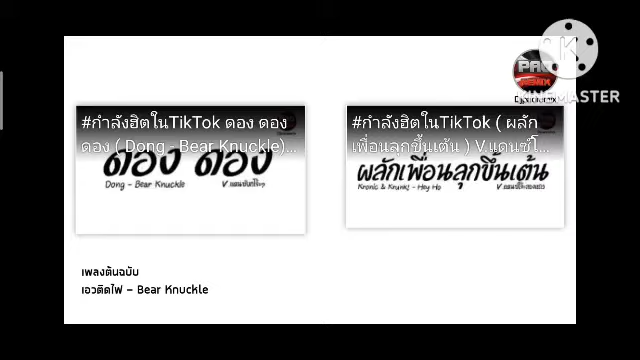 PAO
REMIX
KINEMASTER
#กำลังฮิตในTikTok ดอง ดอง
ดอง ( Dong - Bear Knuckle)...
ดอง ดอง
Dong - Bear Knuckle
#กำลังฮิตในTikTok ( ผลัก
เพื่อนลุกขึ้นเต้น ) V.แดนซ์โ...
ผลักเพื่อนลุกขึ้นเต้น
Kronic & Krunk! - Hey Ho
เพลงต้นฉบับ
เอวติดไฟ - Bear Knuckle